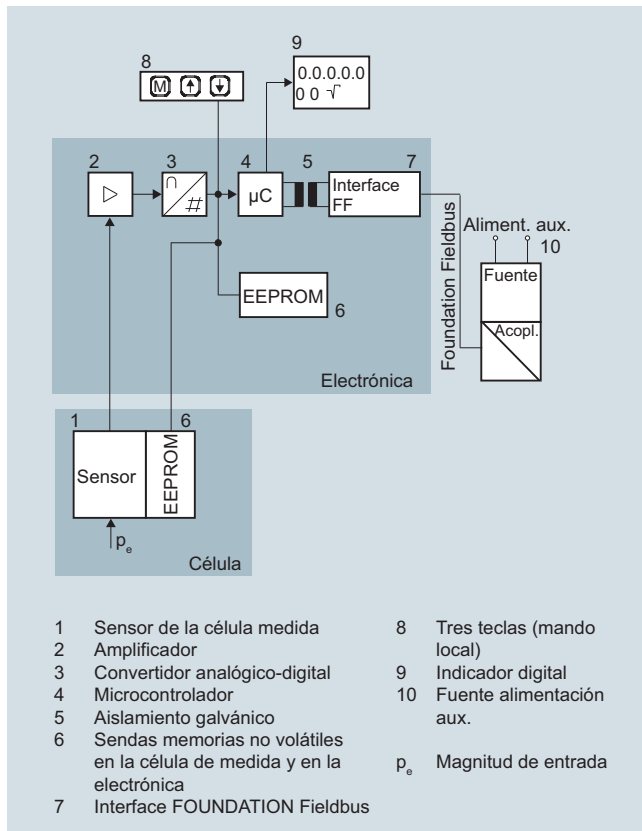 8
M
9
0.0.0.0.0
0 0 √
2
3
∩
#
4
µC
5
7
Interface
FF
Foundation Fieldbus
Aliment. aux.
10
Fuente
Acopl.
EEPROM
6
Electrónica
1
6
Sensor
EEPROM
pe
Célula
1 Sensor de la célula medida
2 Amplificador
3 Convertidor analógico-digital
4 Microcontrolador
5 Aislamiento galvánico
6 Sendas memorias no volátiles
en la célula de medida y en la
electrónica
7 Interface FOUNDATION Fieldbus
8 Tres teclas (mando
local)
9 Indicador digital
10 Fuente alimentación
aux.
pe Magnitud de entrada